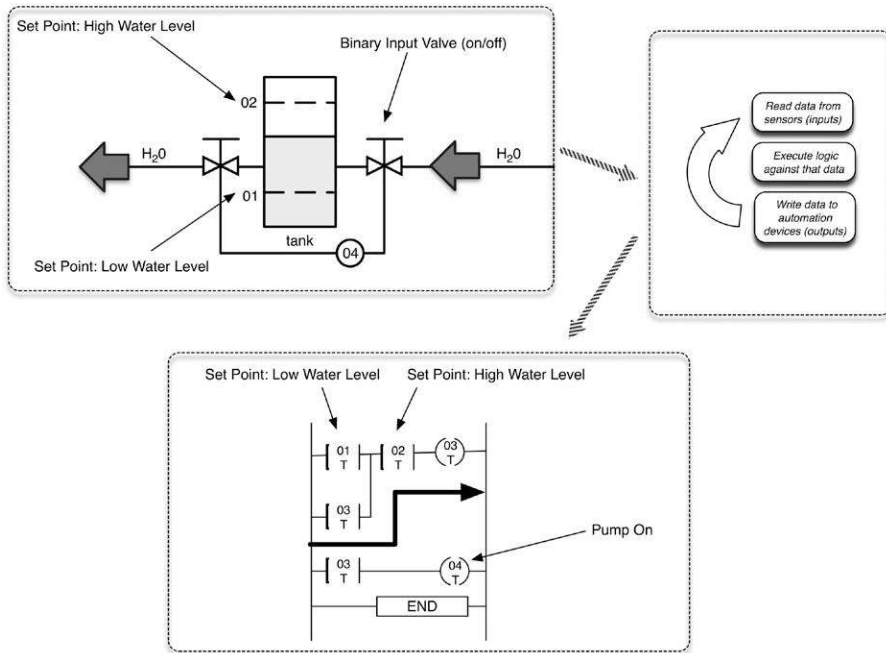 Set Point: High Water Level
Binary Input Valve (on/off)
02
H20
H20
01
tank
04
Set Point: Low Water Level
Read data from
sensors (inputs)
Execute logic
against that data
Write data to
automation
devices (outputs)
Set Point: Low Water Level
Set Point: High Water Level
01
T
02
T
03
T
03
T
Pump On
03
T
04
T
END